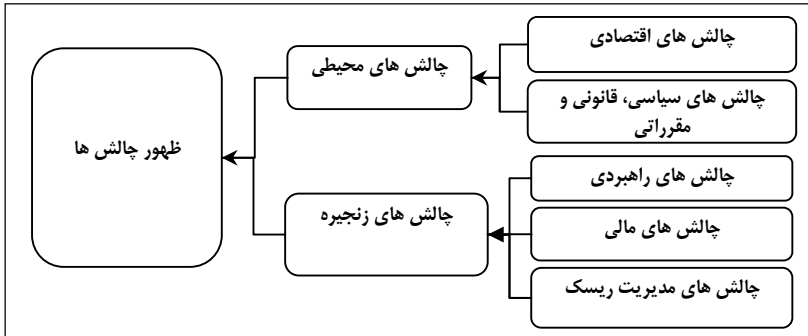 چالش های اقتصادی
چالش های سیاسی، قانونی و
مقرراتی
چالش های محیطی
ظهور چالش ها
چالش های راهبردی
چالش های مالی
چالش های مدیریت ریسک
چالش های زنجیره